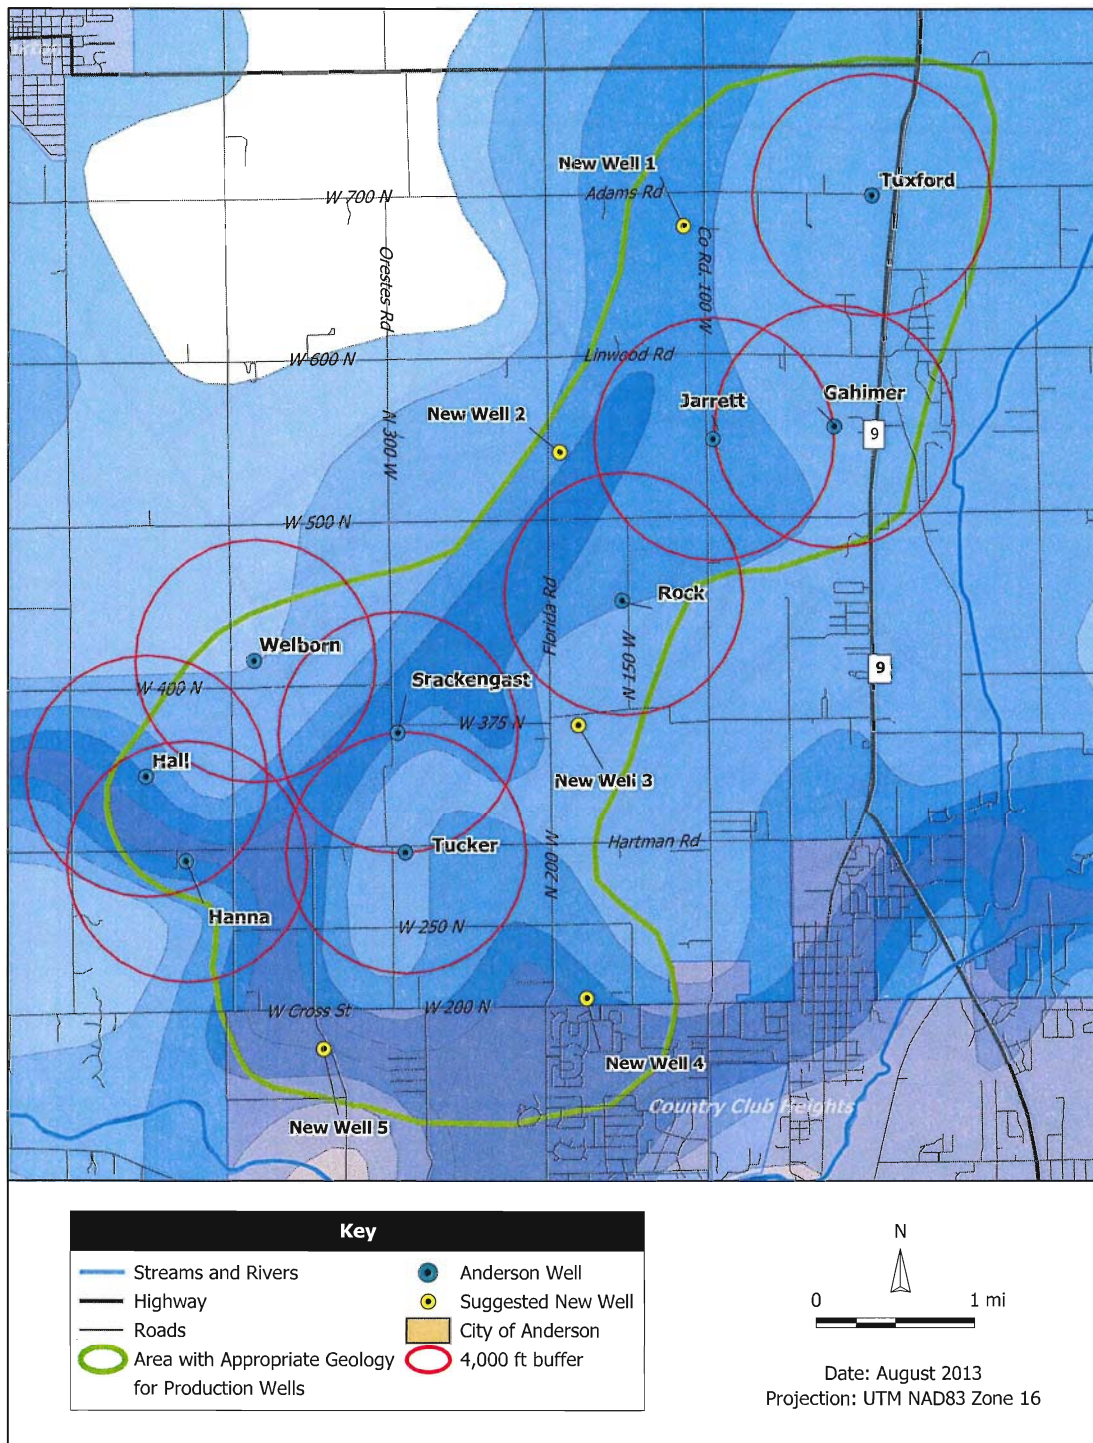 New Well 1
Adams Rd
Tuxford
W 700 N
Orestes Rd
Co Rd. 100 W
W 600 N
Linwood Rd
Jarrett
Gahimer
New Well 2
N 300 W
9
W 500 N
Florida Rd
Rock
Welborn
N 150 W
9
W 400 N
Srackengast
W 375 N
Hall
New Well 3
Tucker
Hartman Rd
N 200 W
Hanna
W 250 N
W Cross St
W 200 N
New Well 4
Country Club Heights
New Well 5
Key
Streams and Rivers
Highway
Roads
Area with Appropriate Geology
for Production Wells
Anderson Well
Suggested New Well
City of Anderson
4,000 ft buffer
N
0 1 mi
Date: August 2013
Projection: UTM NAD83 Zone 16